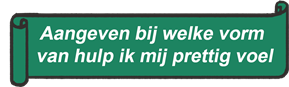 Aangeven bij welke vorm
van hulp ik mij prettig voel